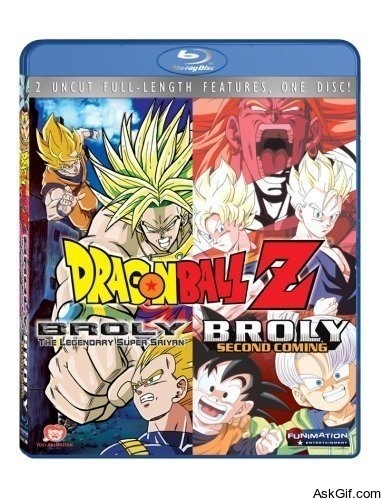 Blu-ray Disc
2 UNCUT FULL-LENGTH FEATURES, ONE DISC!
DRAGON BALL Z
BROLY
THE LEGENDARY SUPER SAIYAN
BROLY
SECOND COMING
FUNIMATION
AskGif.com